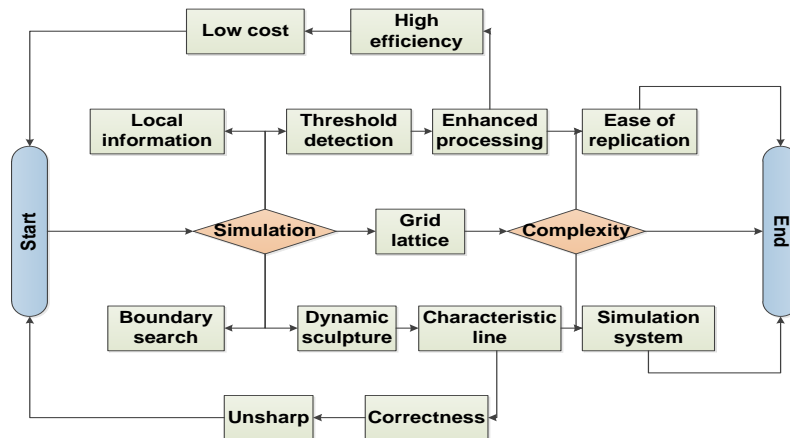 Low cost
High
efficiency
Local
information
Threshold
detection
Enhanced
processing
Ease of
replication
Start
Simulation
Grid
lattice
Complexity
End
Boundary
search
Dynamic
sculpture
Characteristic
line
Simulation
system
Unsharp
Correctness